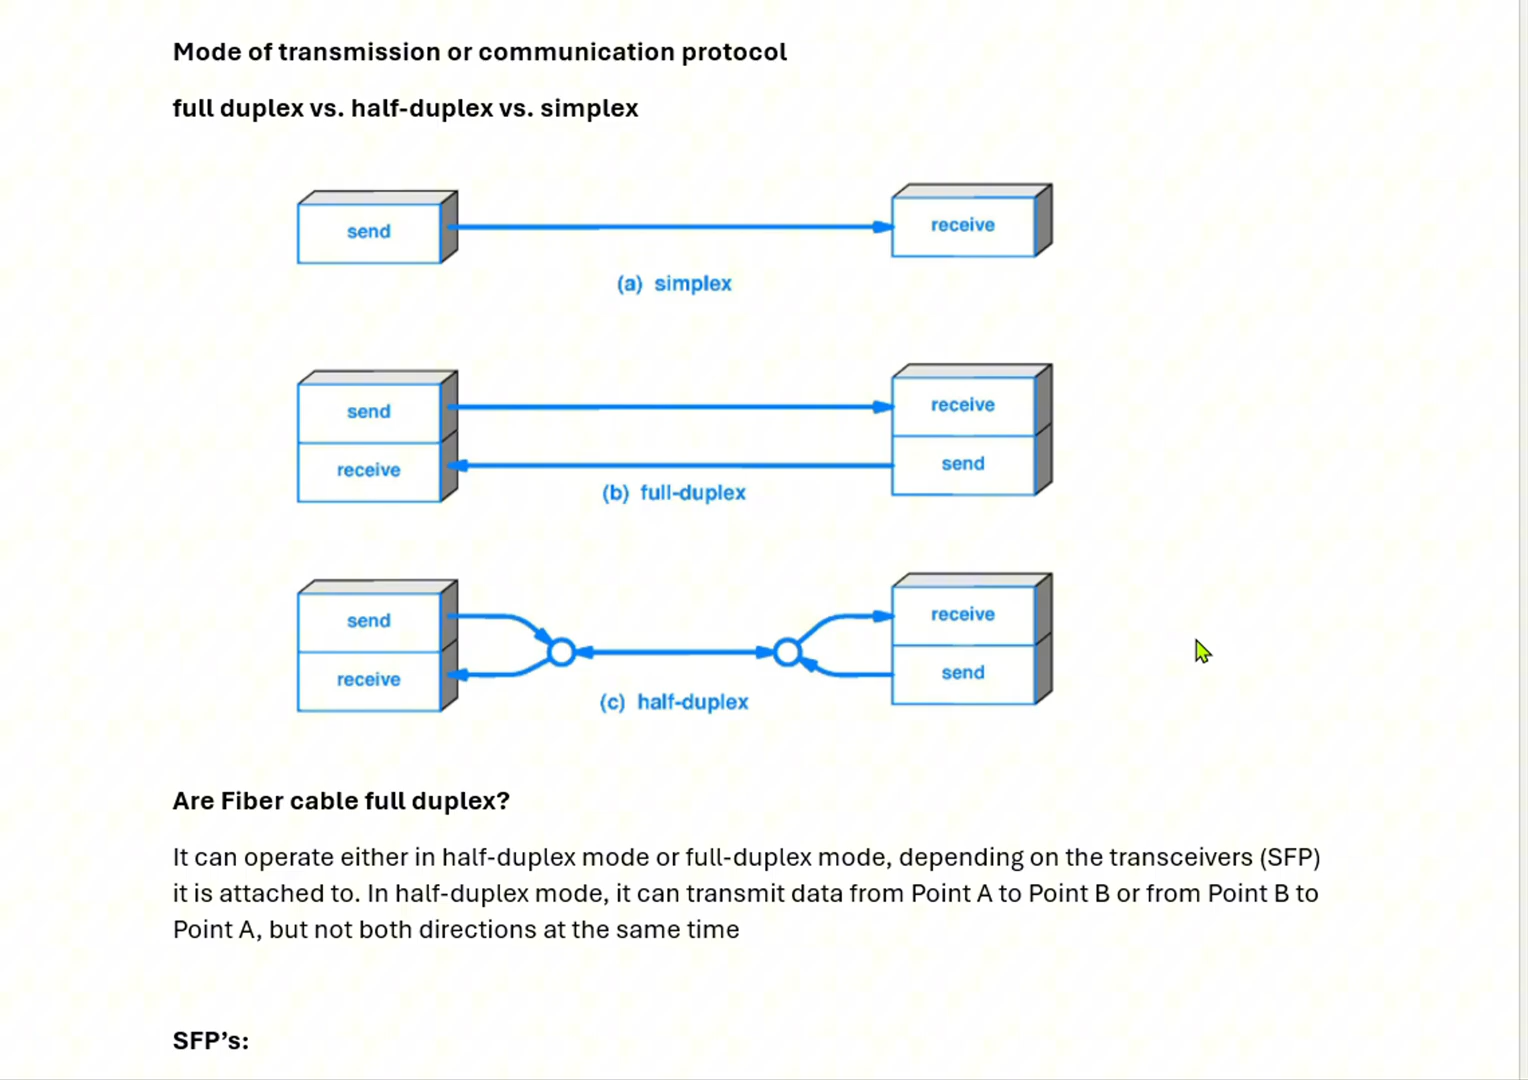 Mode of transmission or communication protocol
full duplex vs. half-duplex vs. simplex
send
receive
(a) simplex
send
receive
receive
send
(b) full-duplex
send
receive
receive
send
(c) half-duplex
Are Fiber cable full duplex?
It can operate either in half-duplex mode or full-duplex mode, depending on the transceivers (SFP)
it is attached to. In half-duplex mode, it can transmit data from Point A to Point B or from Point B to
Point A, but not both directions at the same time
SFP’s: